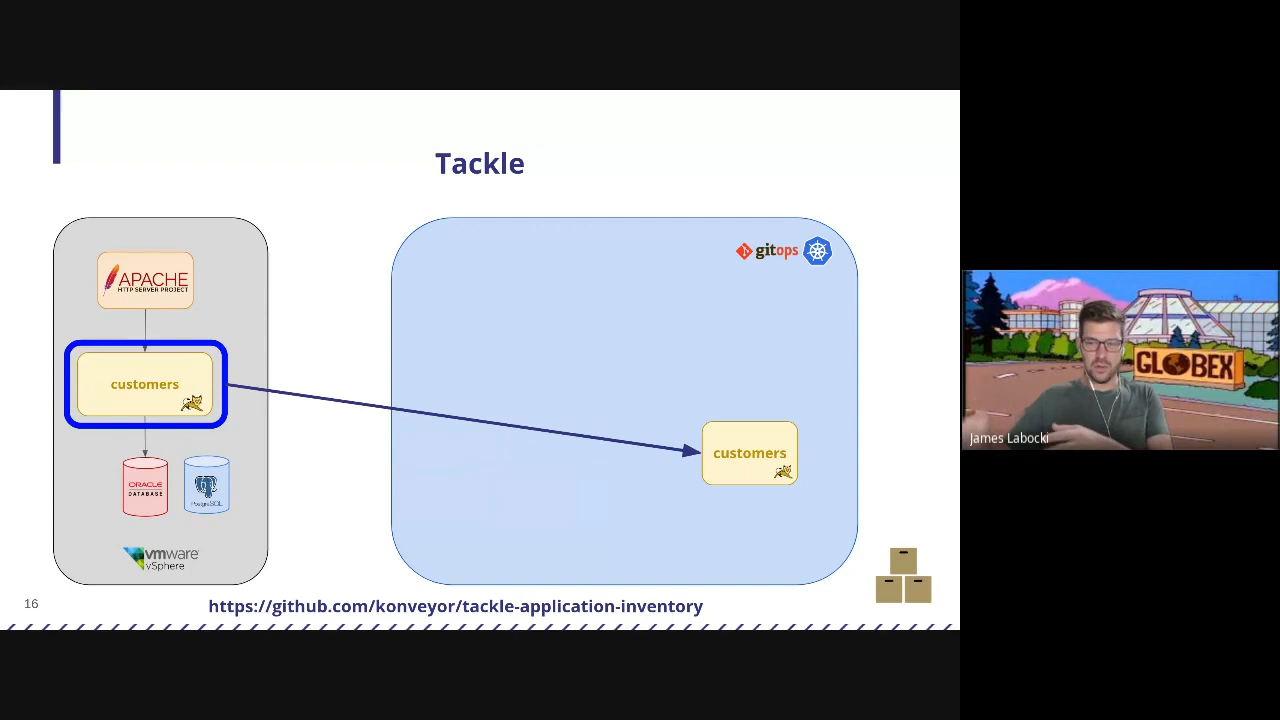 Tackle
APACHE
HTTP SERVER PROJECT
customers
ORACLE
DATABASE
PostgreSQL
vmware
vSphere
gitops
customers
16
https://github.com/konveyor/tackle-application-inventory
GLOBEX
James Labocki